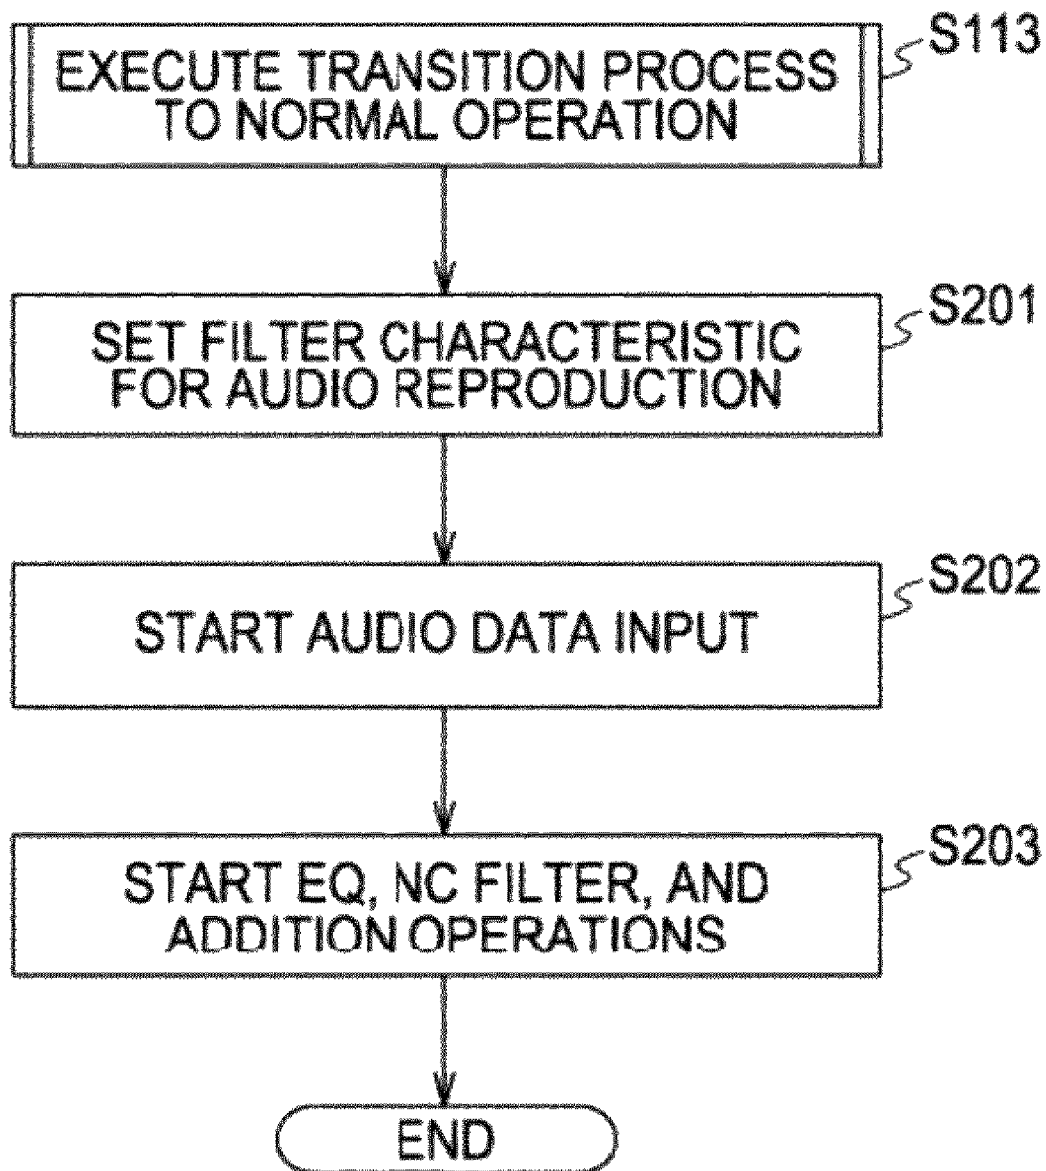 S113
EXECUTE TRANSITION PROCESS
TO NORMAL OPERATION
S201
SET FILTER CHARACTERISTIC
FOR AUDIO REPRODUCTION
S202
START AUDIO DATA INPUT
S203
START EQ, NC FILTER, AND
ADDITION OPERATIONS
END